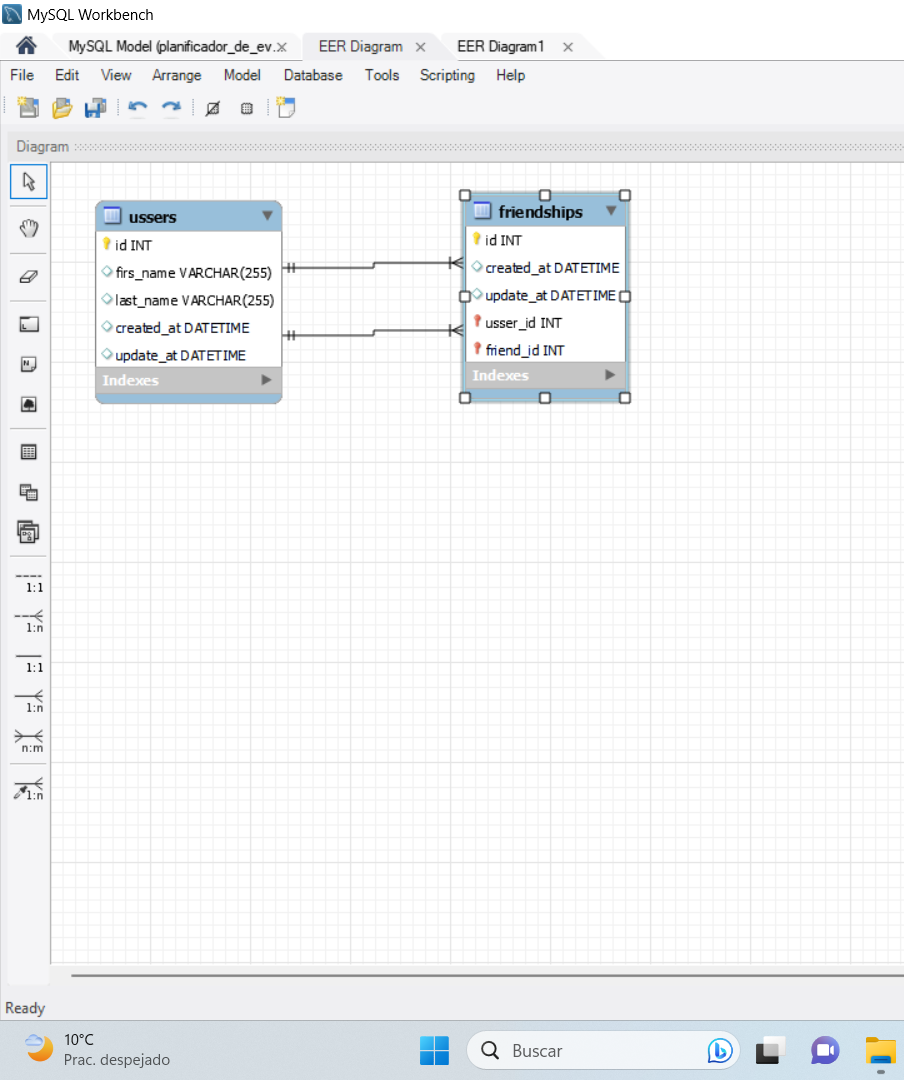 MySQL Workbench
MySQL Model (planificador_de_ev.
EER Diagram
EER Diagram1
File Edit View Arrange Model Database Tools Scripting Help
Diagram
ussers
id INT
firs_name VARCHAR(255)
last_name VARCHAR(255)
created_at DATETIME
update_at DATETIME
Indexes
friendships
id INT
created_at DATETIME
update_at DATETIME
usser_id INT
friend_id INT
Indexes
1:1
1:n
1:1
1:n
n:m
1:n
Ready
10°C
Prac. despejado
Buscar